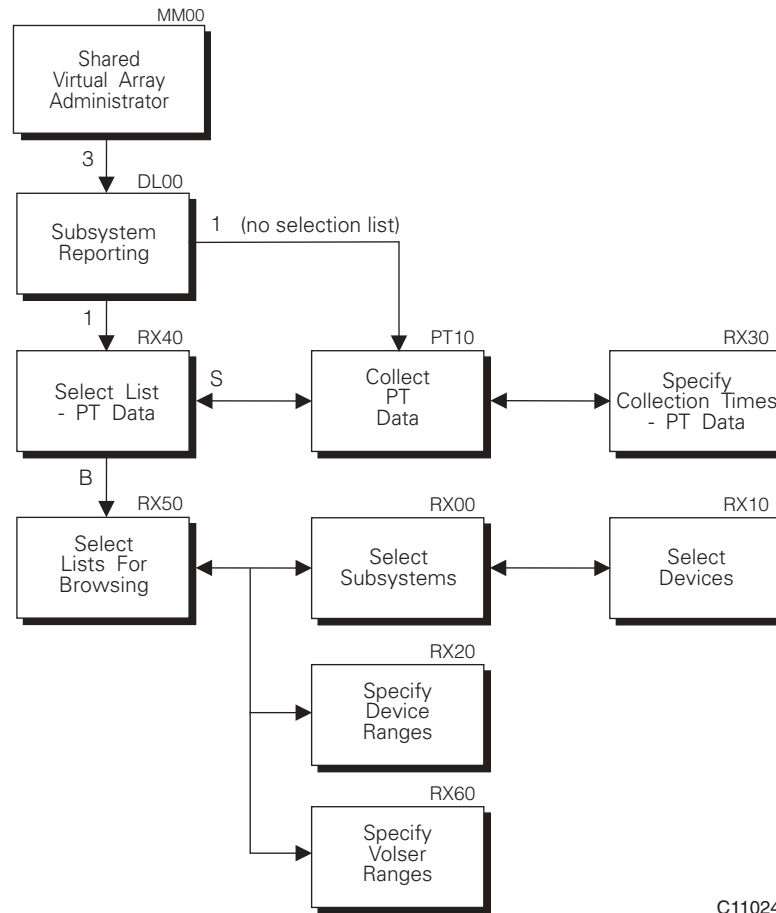 MM00
Shared
Virtual Array
Administrator
3
DL00
Subsystem
Reporting
1 (no selection list)
1
RX40
Select List
- PT Data
S
PT10
Collect
PT
Data
RX30
Specify
Collection Times
- PT Data
B
RX50
Select
Lists For
Browsing
RX00
Select
Subsystems
RX10
Select
Devices
RX20
Specify
Device
Ranges
RX60
Specify
Volser
Ranges
C11024